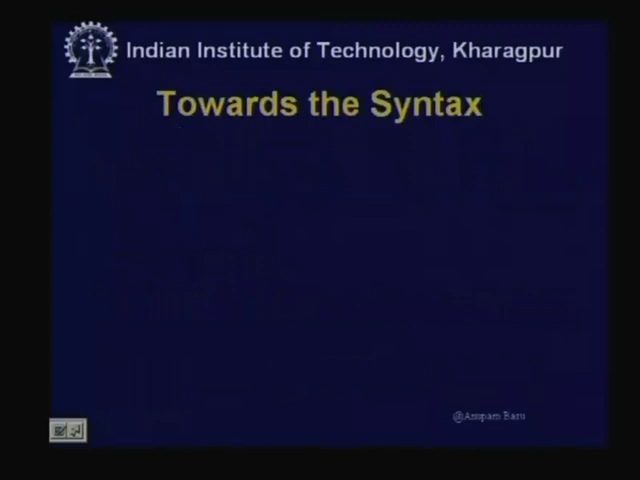 Indian Institute of Technology, Kharagpur
Towards the Syntax
@Anupam Basu